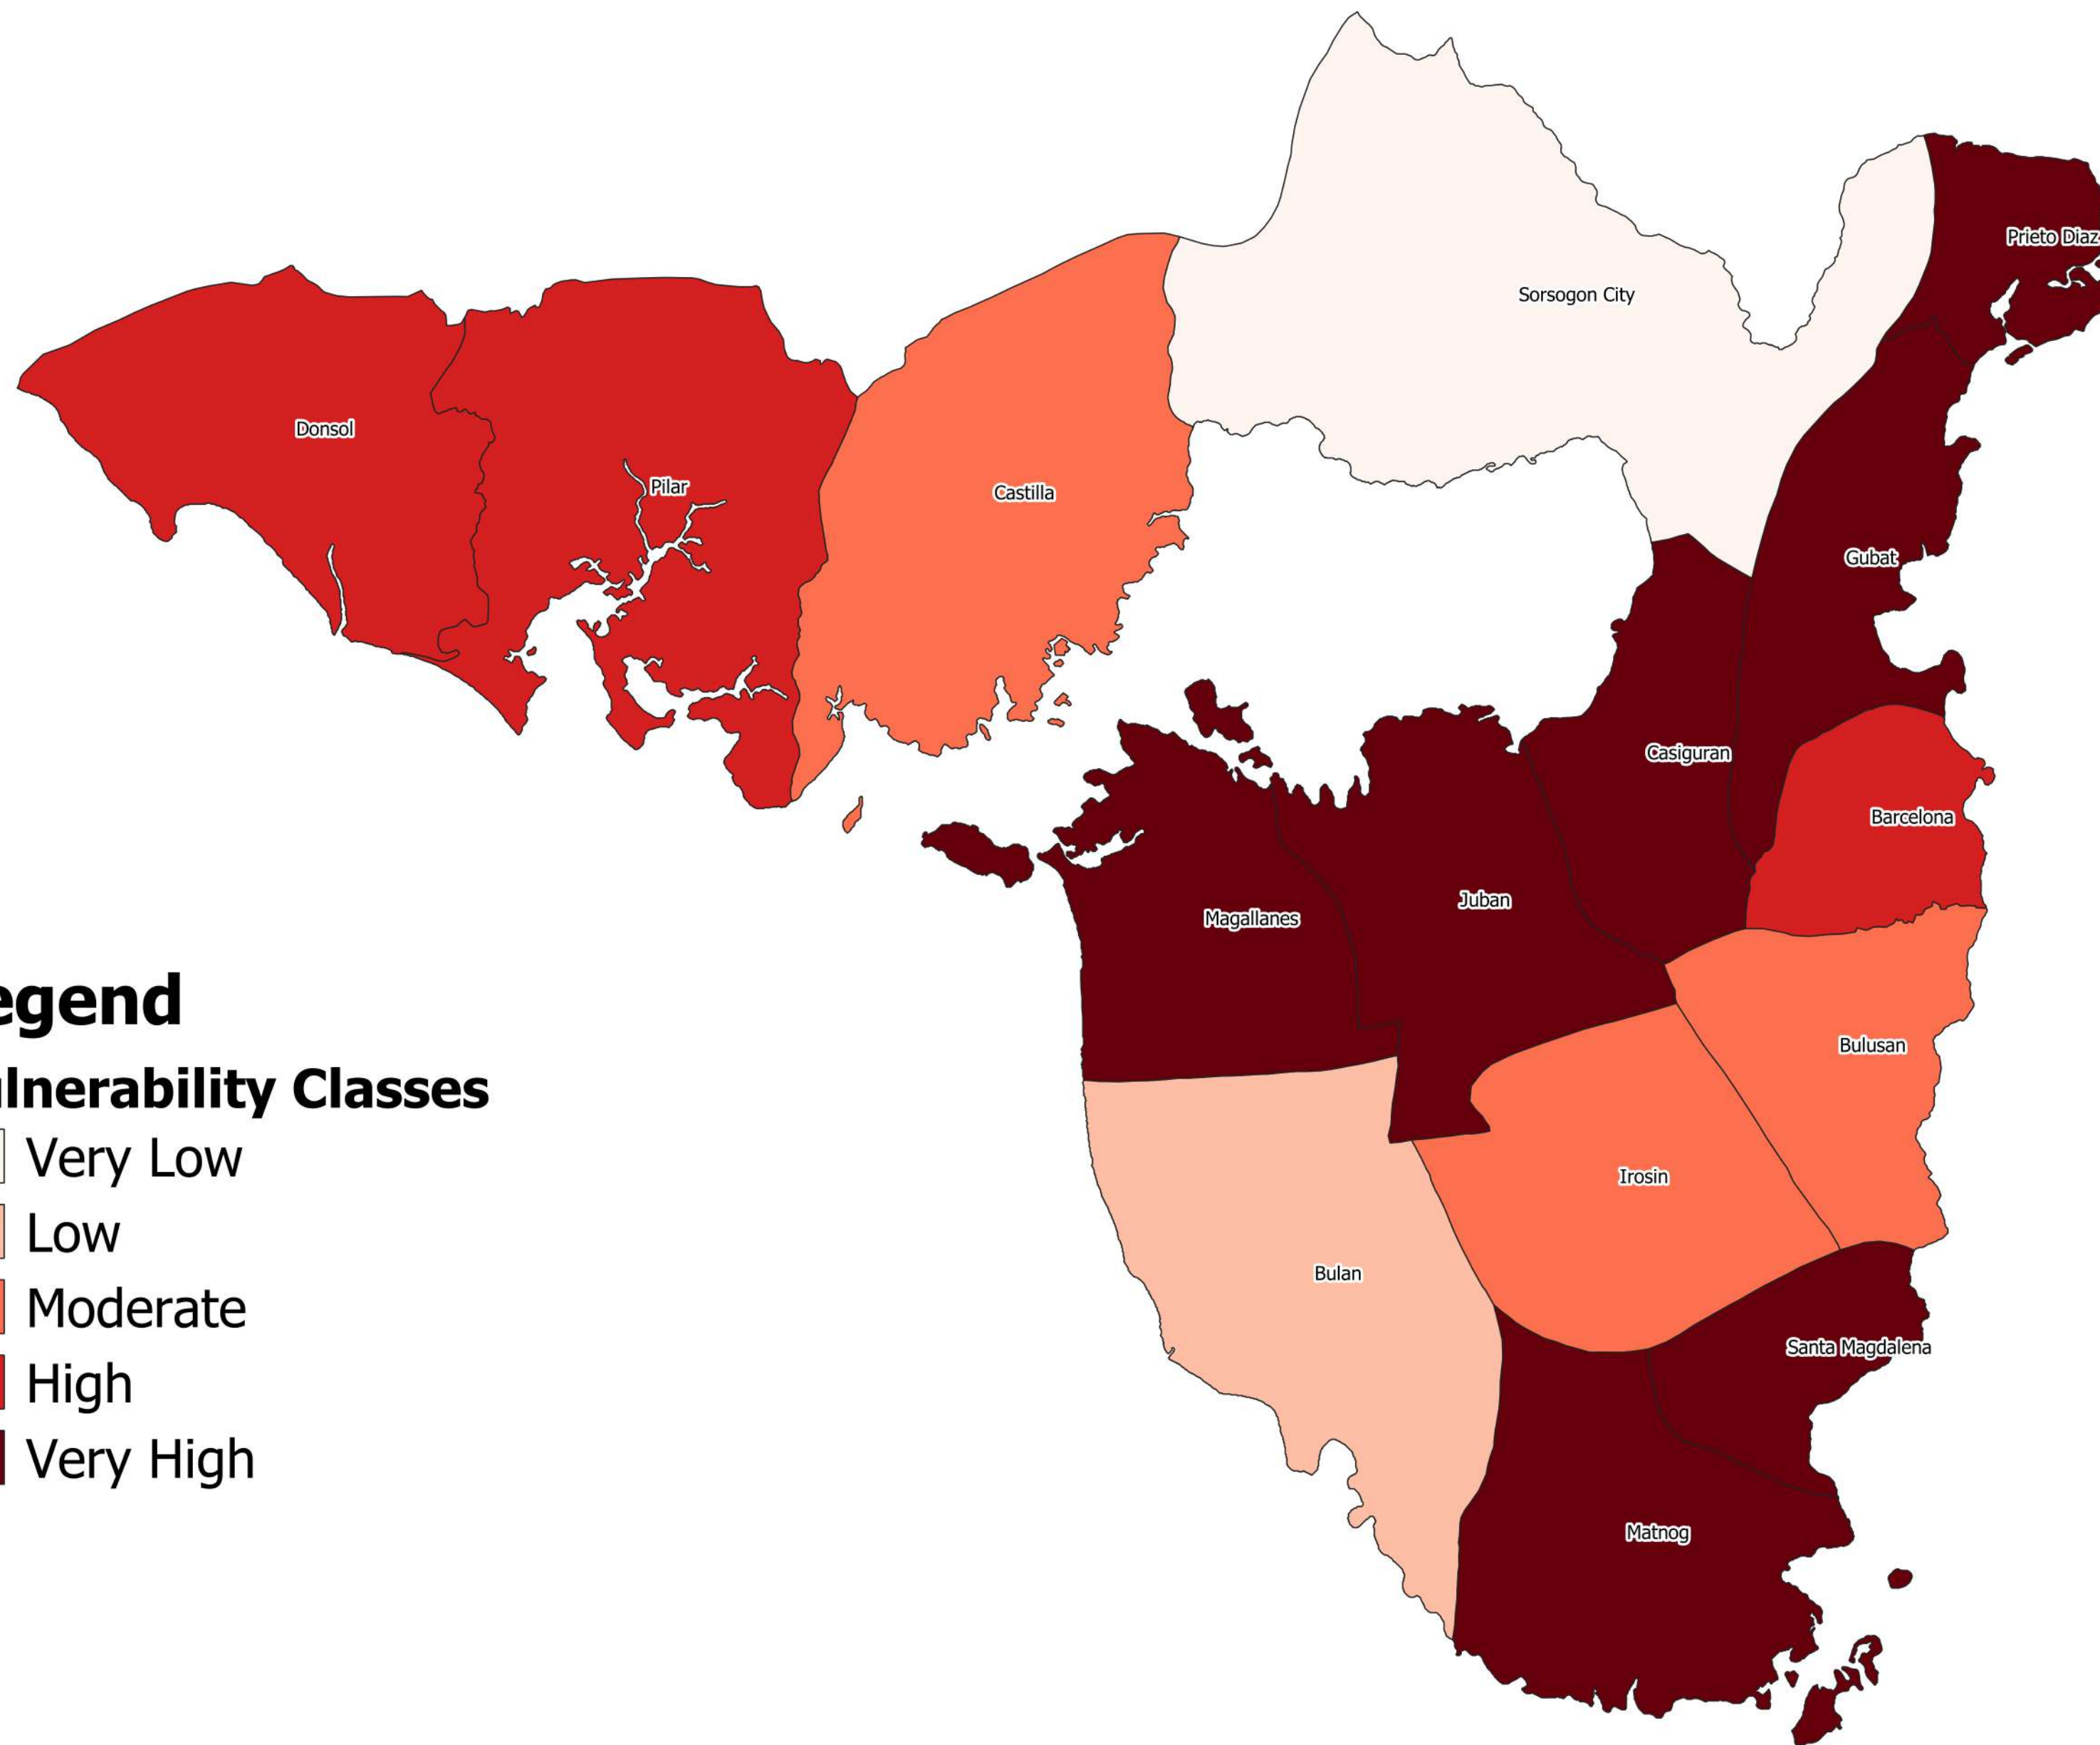 Prieto Diaz
Sorsogon City
Donsol
Pilar
Castilla
Gubat
Casiguran
Barcelona
Juban
Magallanes
egend
lnerability Classes
Very Low
Low
Moderate
High
Very High
Bulusan
Irosin
Bulan
Santa Magdalena
Matnog